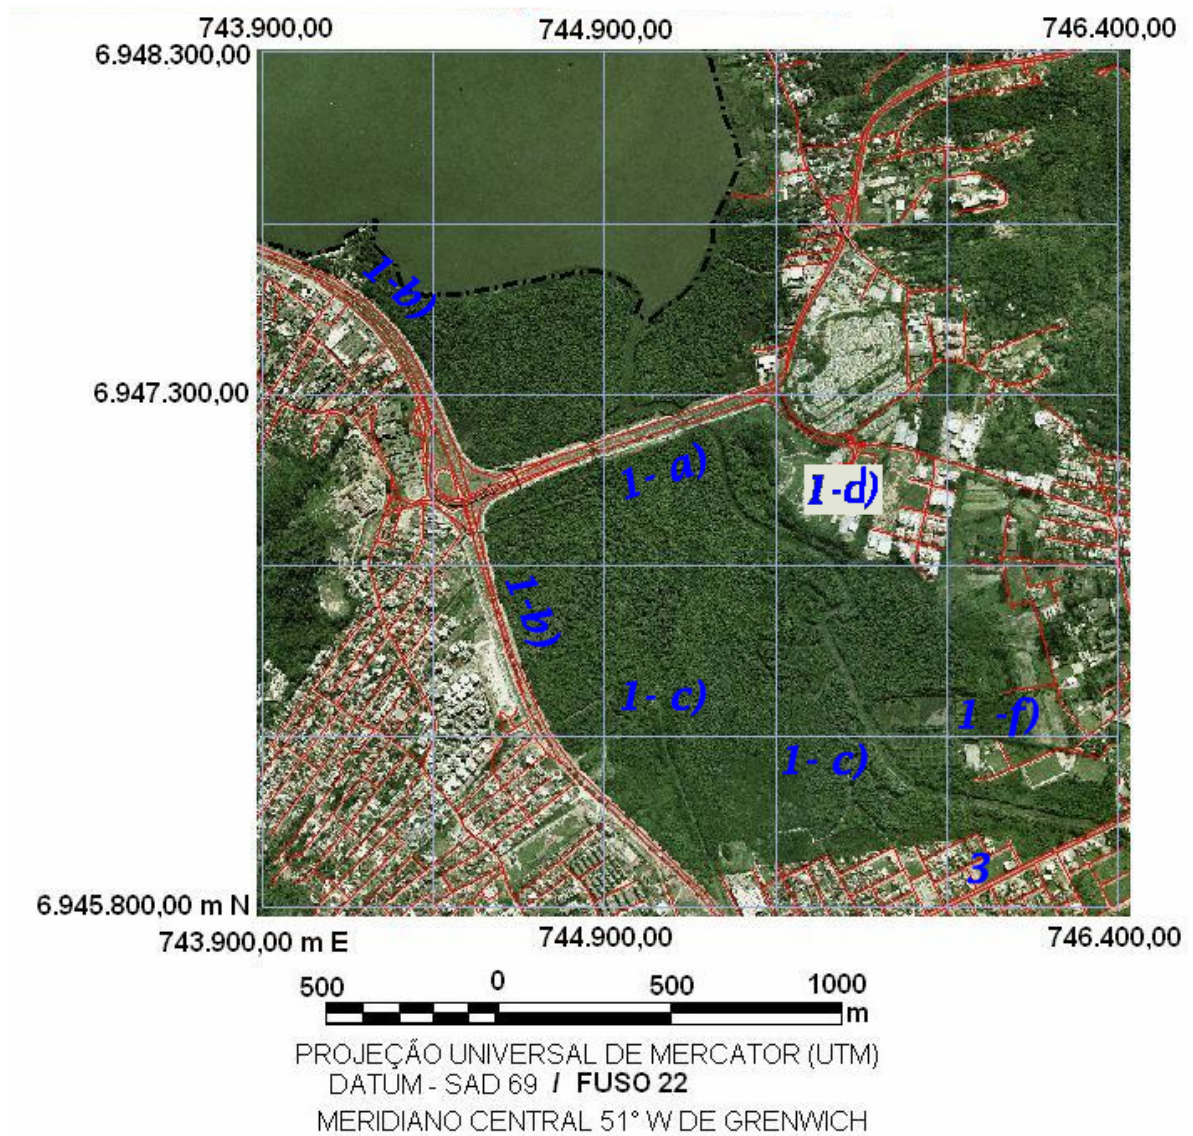 743.900,00 744.900,00 746.400,00
6.948.300,00
1-b)
6.947.300,00
1- a)
1-d)
1-b)
1- c)
1 -f)
1- c)
3
6.945.800,00 m N
743.900,00 m E 744.900,00 746.400,00
500 0 500 1000
m
PROJEÇÃO UNIVERSAL DE MERCATOR (UTM)
DATUM - SAD 69 / FUSO 22
MERIDIANO CENTRAL 51° W DE GRENWICH